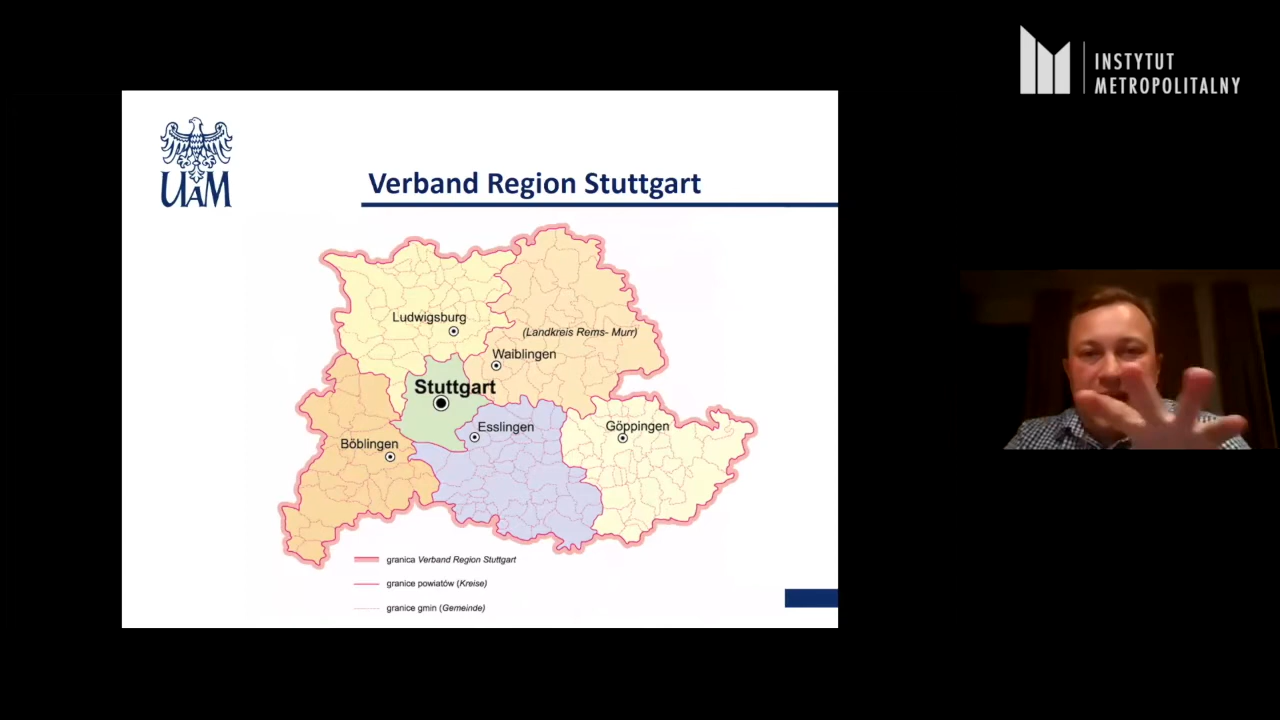 INSTYTUT
METROPOLITALNY
UAM
Verband Region Stuttgart
Ludwigsburg
(Landkreis Rems- Murr)
Waiblingen
Stuttgart
Esslingen
Göppingen
Böblingen
granica Verband Region Stuttgart
granice powiatów (Kreise)
granice gmin (Gemeinde)